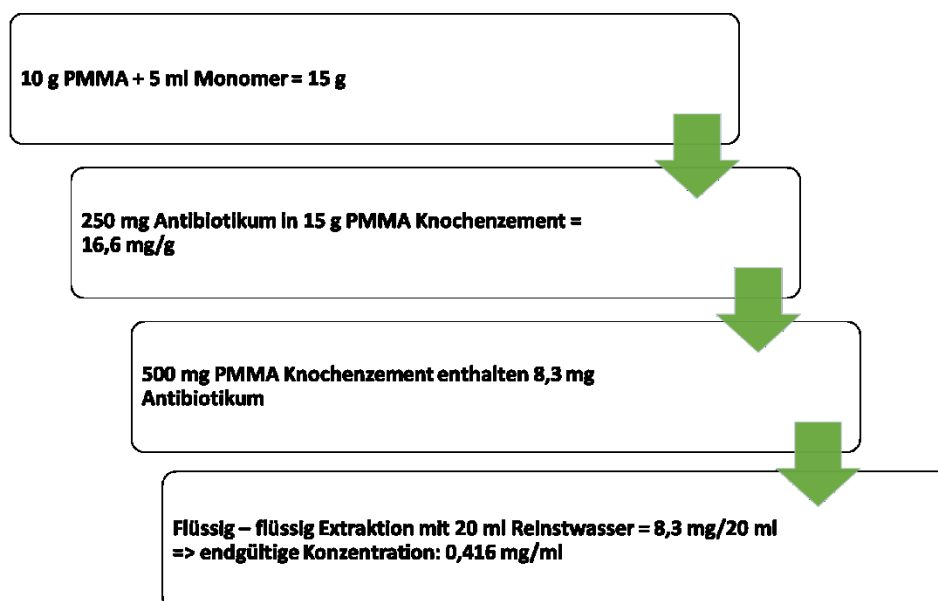 10 g PMMA + 5 ml Monomer = 15 g
250 mg Antibiotikum in 15 g PMMA Knochenzement =
16,6 mg/g
500 mg PMMA Knochenzement enthalten 8,3 mg
Antibiotikum
Flüssig – flüssig Extraktion mit 20 ml Reinstwasser = 8,3 mg/20 ml
=> endgültige Konzentration: 0,416 mg/ml